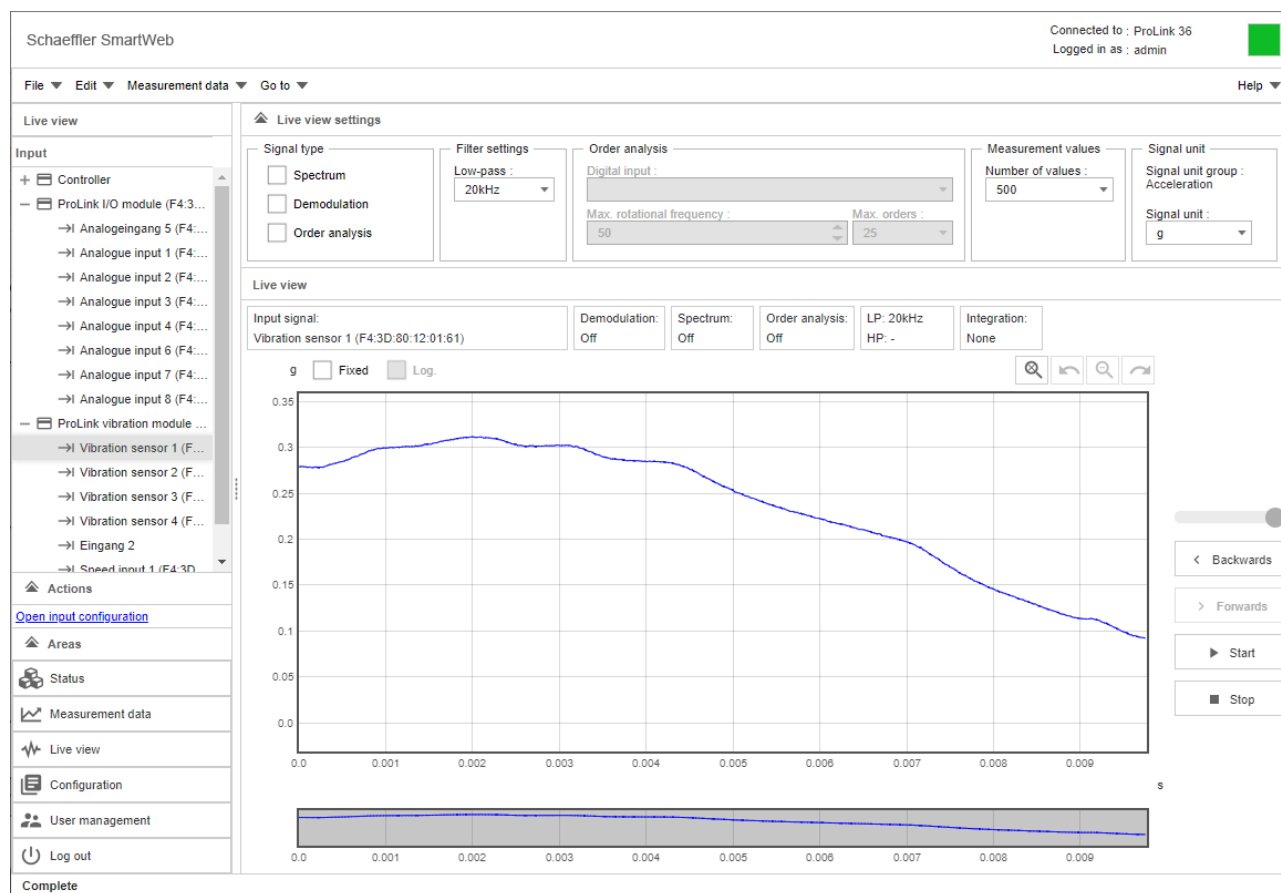 Schaeffler SmartWeb
Connected to : ProLink 36
Logged in as : admin
File Edit Measurement data Go to Help
Live view
Input
Controller
ProLink I/O module (F4:3...
Analogeingang 5 (F4:...
Analogue input 1 (F4:...
Analogue input 2 (F4:...
Analogue input 3 (F4:...
Analogue input 4 (F4:...
Analogue input 6 (F4:...
Analogue input 7 (F4:...
Analogue input 8 (F4:...
ProLink vibration module ...
Vibration sensor 1 (F...
Vibration sensor 2 (F...
Vibration sensor 3 (F...
Vibration sensor 4 (F...
Eingang 2
Speed input 1 (F4:3D
Actions
Open input configuration
Areas
Status
Measurement data
Live view
Configuration
User management
Log out
Complete
Live view settings
Signal type
Spectrum
Demodulation
Order analysis
Filter settings
Low-pass :
20kHz
Order analysis
Digital input :
Max. rotational frequency : Max. orders :
50 25
Measurement values
Number of values :
500
Signal unit
Signal unit group :
Acceleration
Signal unit :
g
Live view
Input signal:
Vibration sensor 1 (F4:3D:80:12:01:61)
Demodulation:
Off
Spectrum:
Off
Order analysis:
Off
LP: 20kHz
HP: -
Integration:
None
g Fixed Log.
0.35
0.3
0.25
0.2
0.15
0.1
0.05
0.0
0.0 0.001 0.002 0.003 0.004 0.005 0.006 0.007 0.008 0.009
s
0.0 0.001 0.002 0.003 0.004 0.005 0.006 0.007 0.008 0.009
Backwards
Forwards
Start
Stop